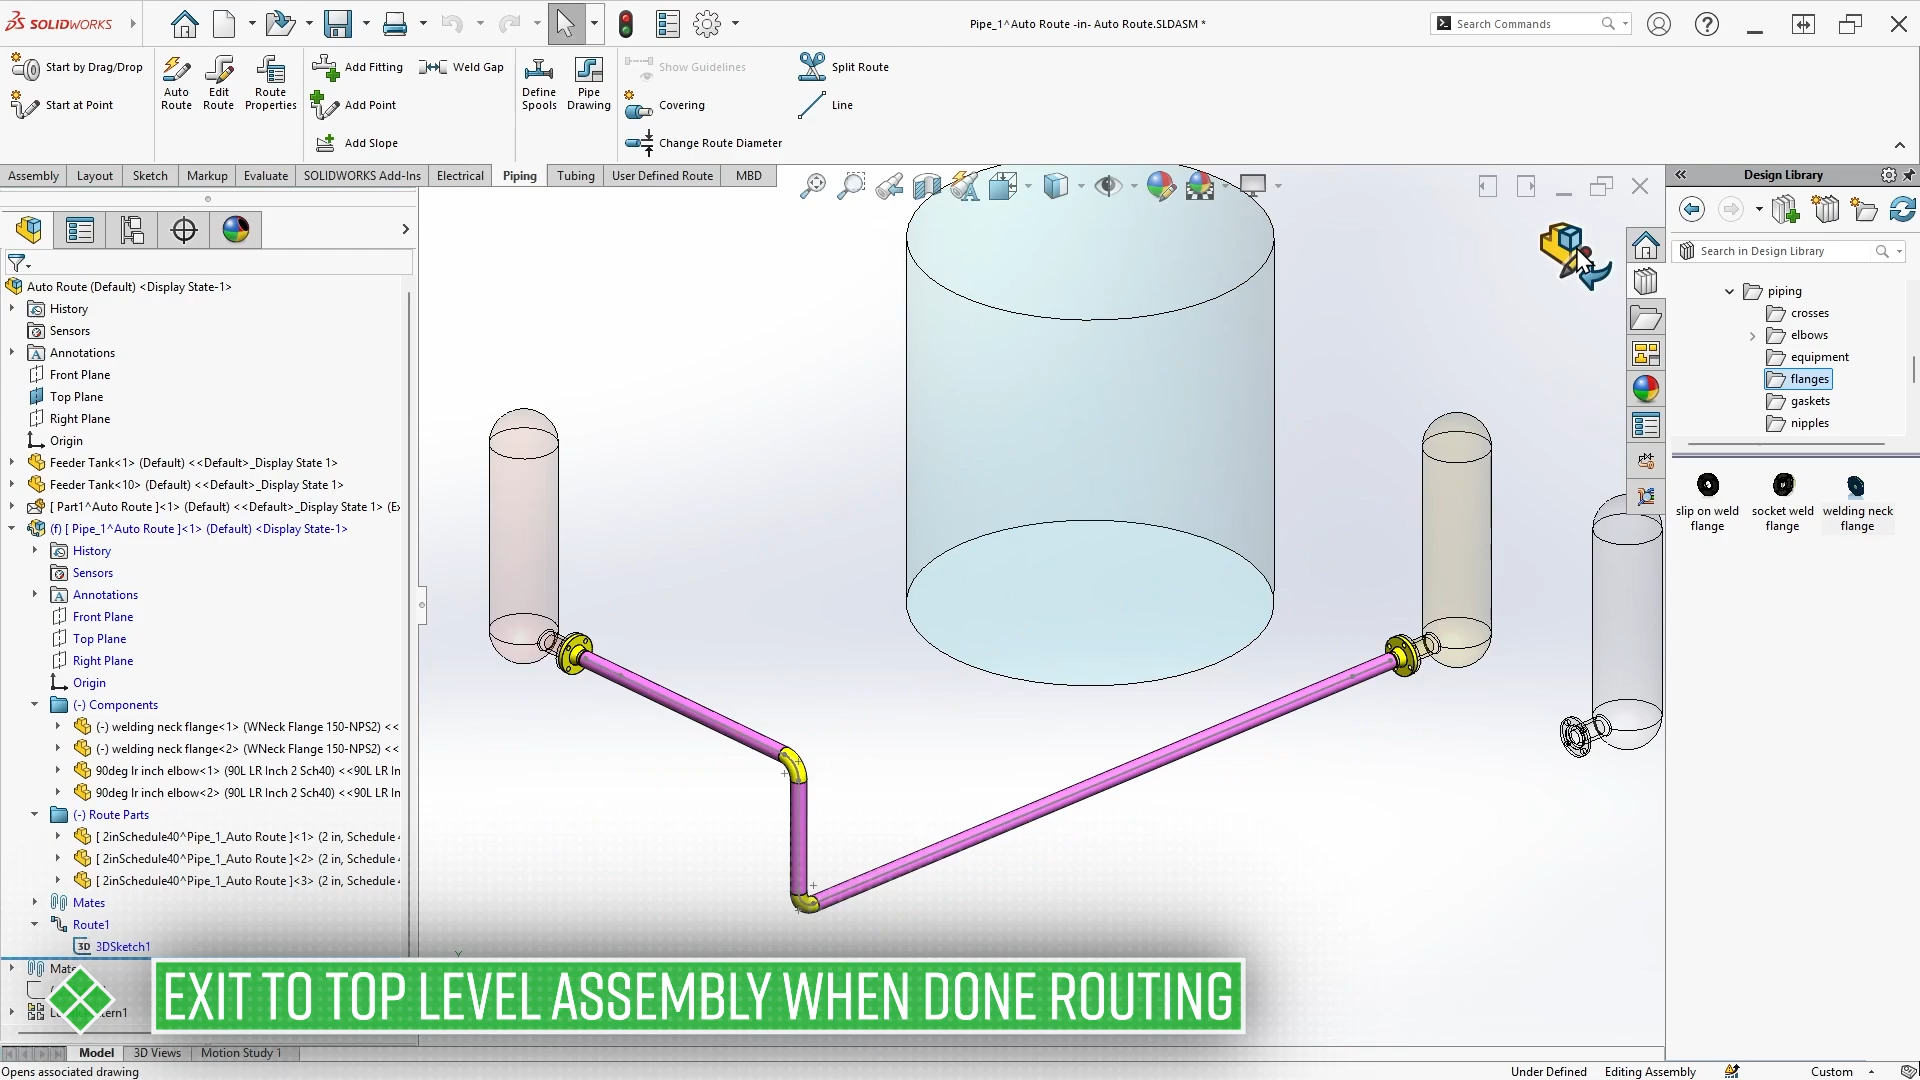 SOLIDWORKS
Pipe_1^Auto Route -in- Auto Route.SLDASM *
Search Commands
Start by Drag/Drop
Start at Point
Auto Route
Edit Route
Route Properties
Add Fitting
Weld Gap
Add Point
Add Slope
Define Spools
Pipe Drawing
Show Guidelines
Covering
Change Route Diameter
Split Route
Line
Assembly
Layout
Sketch
Markup
Evaluate
SOLIDWORKS Add-Ins
Electrical
Piping
Tubing
User Defined Route
MBD
Auto Route (Default) <Display State-1>
History
Sensors
Annotations
Front Plane
Top Plane
Right Plane
Origin
Feeder Tank<1> (Default) <<Default>_Display State 1>
Feeder Tank<10> (Default) <<Default>_Display State 1>
[ Part1^Auto Route ]<1> (Default) <<Default>_Display State 1> (Ex
(f) [ Pipe_1^Auto Route ]<1> (Default) <Display State-1>
History
Sensors
Annotations
Front Plane
Top Plane
Right Plane
Origin
(-) Components
(-) welding neck flange<1> (WNeck Flange 150-NPS2) <<
(-) welding neck flange<2> (WNeck Flange 150-NPS2) <<
90deg lr inch elbow<1> (90L LR Inch 2 Sch40) <<90L LR In
90deg lr inch elbow<2> (90L LR Inch 2 Sch40) <<90L LR In
(-) Route Parts
[ 2inSchedule40^Pipe_1_Auto Route ]<1> (2 in, Schedule
[ 2inSchedule40^Pipe_1_Auto Route ]<2> (2 in, Schedule
[ 2inSchedule40^Pipe_1_Auto Route ]<3> (2 in, Schedule
Mates
Route1
3D 3DSketch1
Y
EXIT TO TOP LEVEL ASSEMBLY WHEN DONE ROUTING
Model
3D Views
Motion Study 1
Opens associated drawing
Under Defined
Editing Assembly
Custom
Design Library
Search in Design Library
piping
crosses
elbows
equipment
flanges
gaskets
nipples
slip on weld flange
socket weld flange
welding neck flange